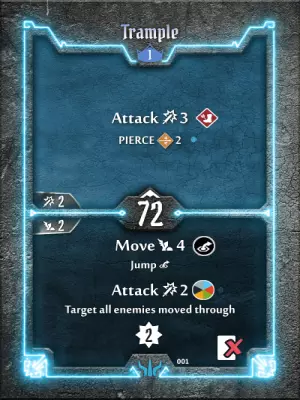 Trample
1
Attack 3
PIERCE 2
2
72
2
Move 4
Jump
Attack 2
Target all enemies moved through
2
001